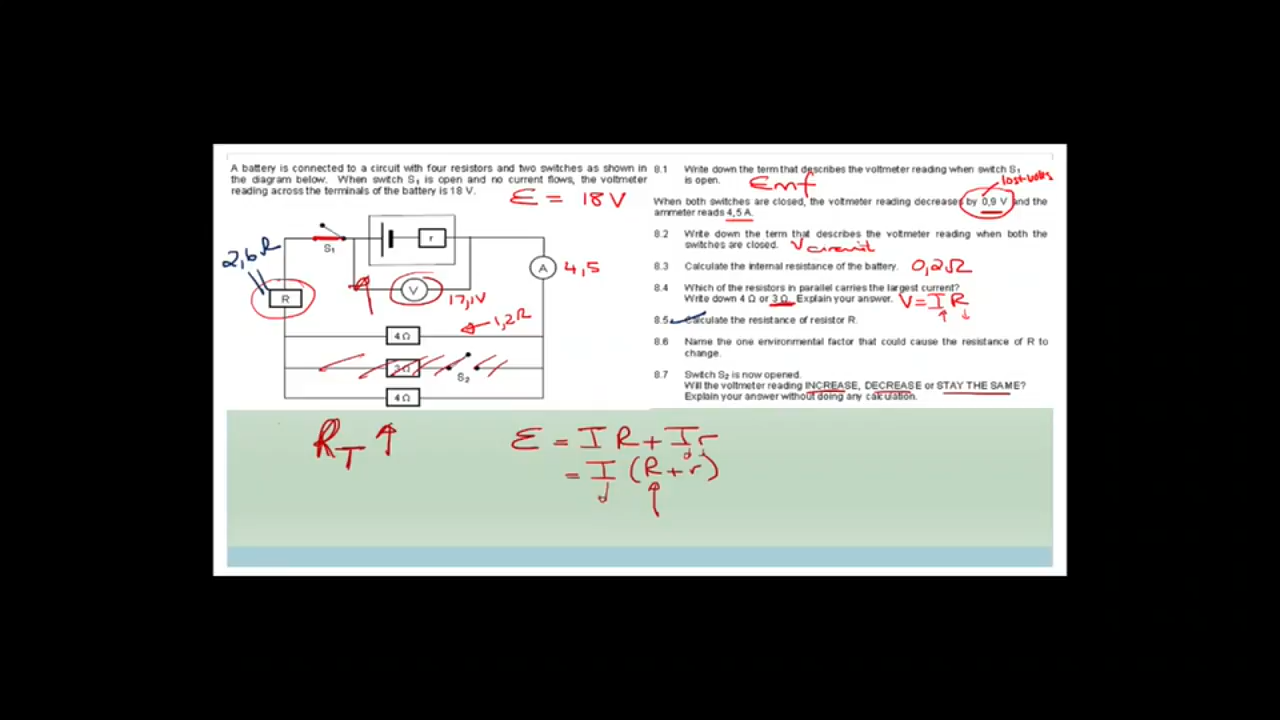 A battery is connected to a circuit with four resistors and two switches as shown in
the diagram below. When switch S₁ is open and no current flows, the voltmeter
reading across the terminals of the battery is 18 V.
ε = 18V
S₁
r
2,6Ω
R
V
17,1V
A
4,5
4Ω
1,2Ω
3Ω
S₂
4Ω
8.1 Write down the term that describes the voltmeter reading when switch S₁
is open.
Emf
lost volts
When both switches are closed, the voltmeter reading decreases by 0,9 V and the
ammeter reads 4,5 A.
8.2 Write down the term that describes the voltmeter reading when both the
switches are closed. V circuit
8.3 Calculate the internal resistance of the battery. 0,2Ω
8.4 Which of the resistors in parallel carries the largest current?
Write down 4 Ω or 3 Ω. Explain your answer. V = I R
8.5 Calculate the resistance of resistor R.
8.6 Name the one environmental factor that could cause the resistance of R to
change.
8.7 Switch S₂ is now opened.
Will the voltmeter reading INCREASE, DECREASE or STAY THE SAME?
Explain your answer without doing any calculation.
R_T ↑
ε = I R + I r
= I (R + r)